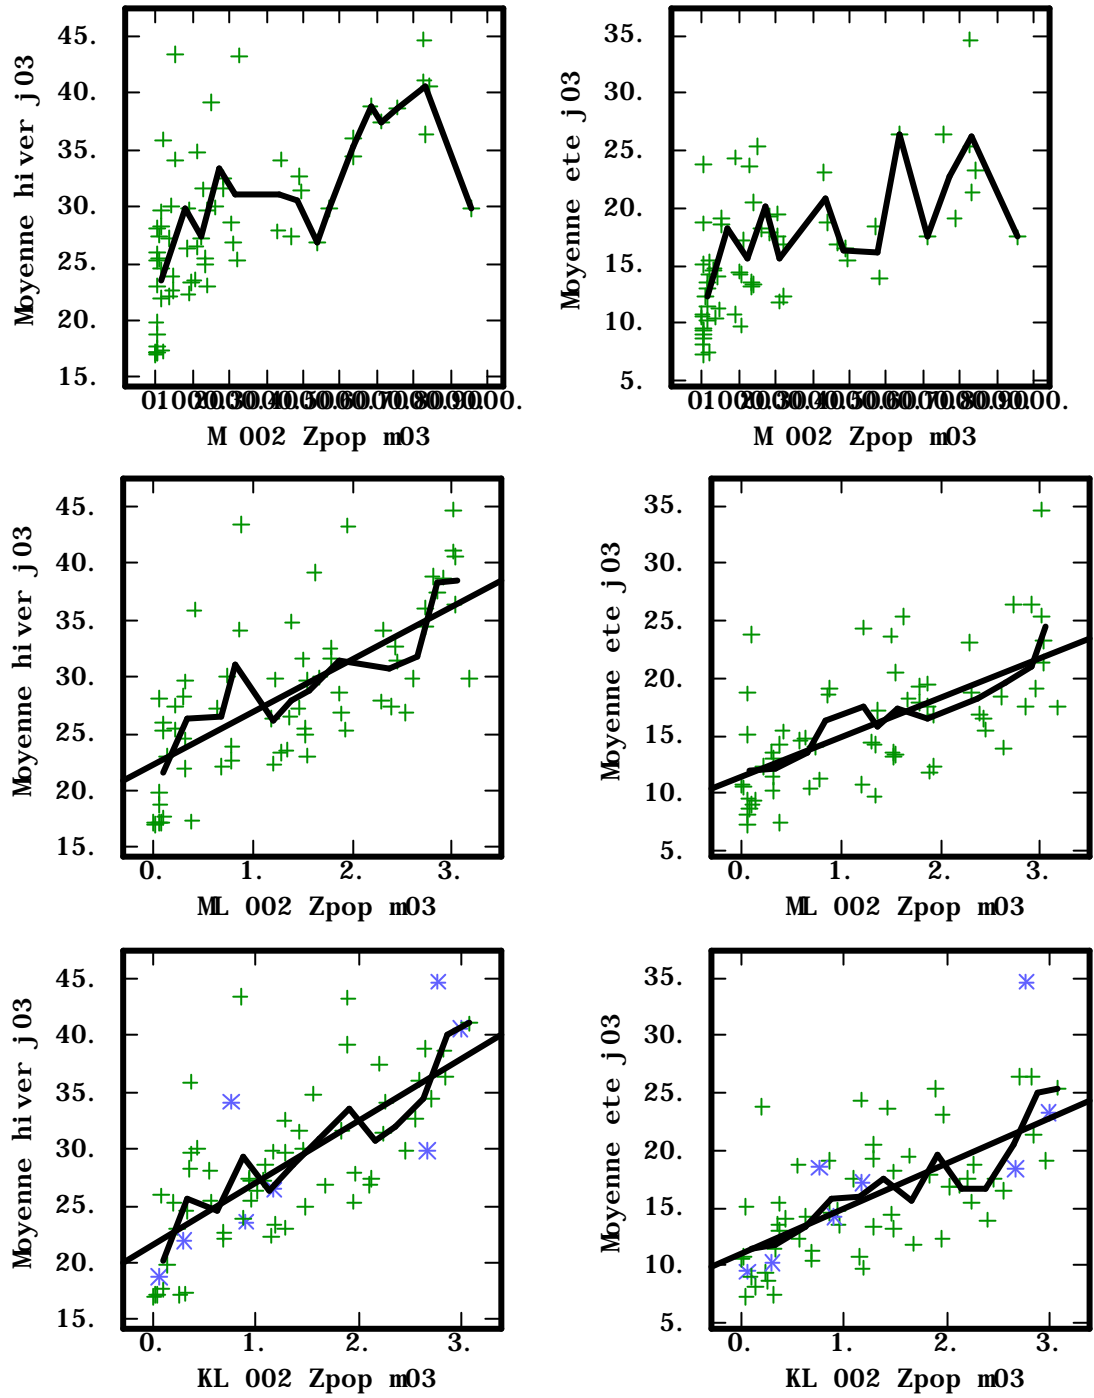 45.
40.
35.
30.
25.
20.
15.
Moyenne hiver j03
M 002 Zpop m03
35.
30.
25.
20.
15.
10.
5.
Moyenne ete j03
M 002 Zpop m03
45.
40.
35.
30.
25.
20.
15.
Moyenne hiver j03
0. 1. 2. 3.
ML 002 Zpop m03
35.
30.
25.
20.
15.
10.
5.
Moyenne ete j03
0. 1. 2. 3.
ML 002 Zpop m03
45.
40.
35.
30.
25.
20.
15.
Moyenne hiver j03
0. 1. 2. 3.
KL 002 Zpop m03
35.
30.
25.
20.
15.
10.
5.
Moyenne ete j03
0. 1. 2. 3.
KL 002 Zpop m03